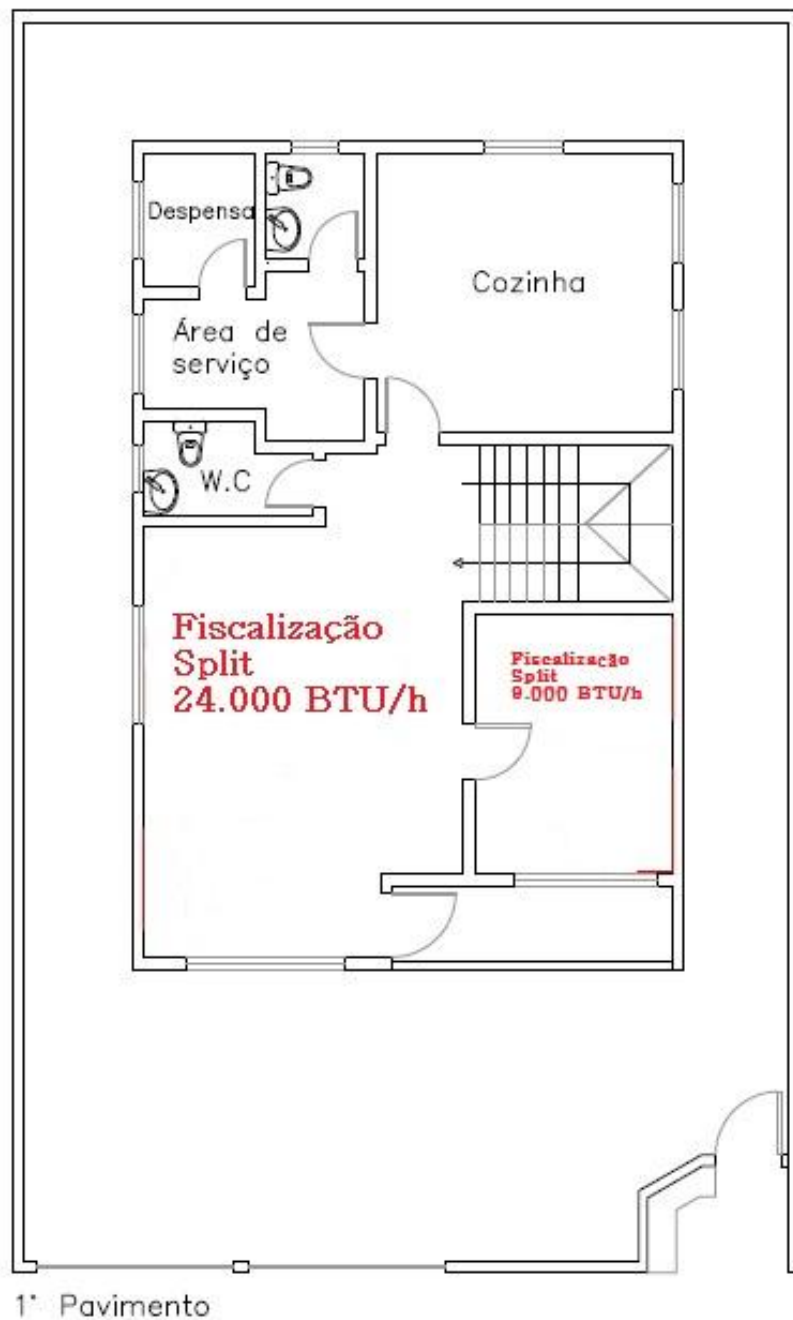 Despensa
Cozinha
Área de
serviço
W.C
Fiscalização
Split
24.000 BTU/h
Fiscalização
Split
9.000 BTU/h
1° Pavimento